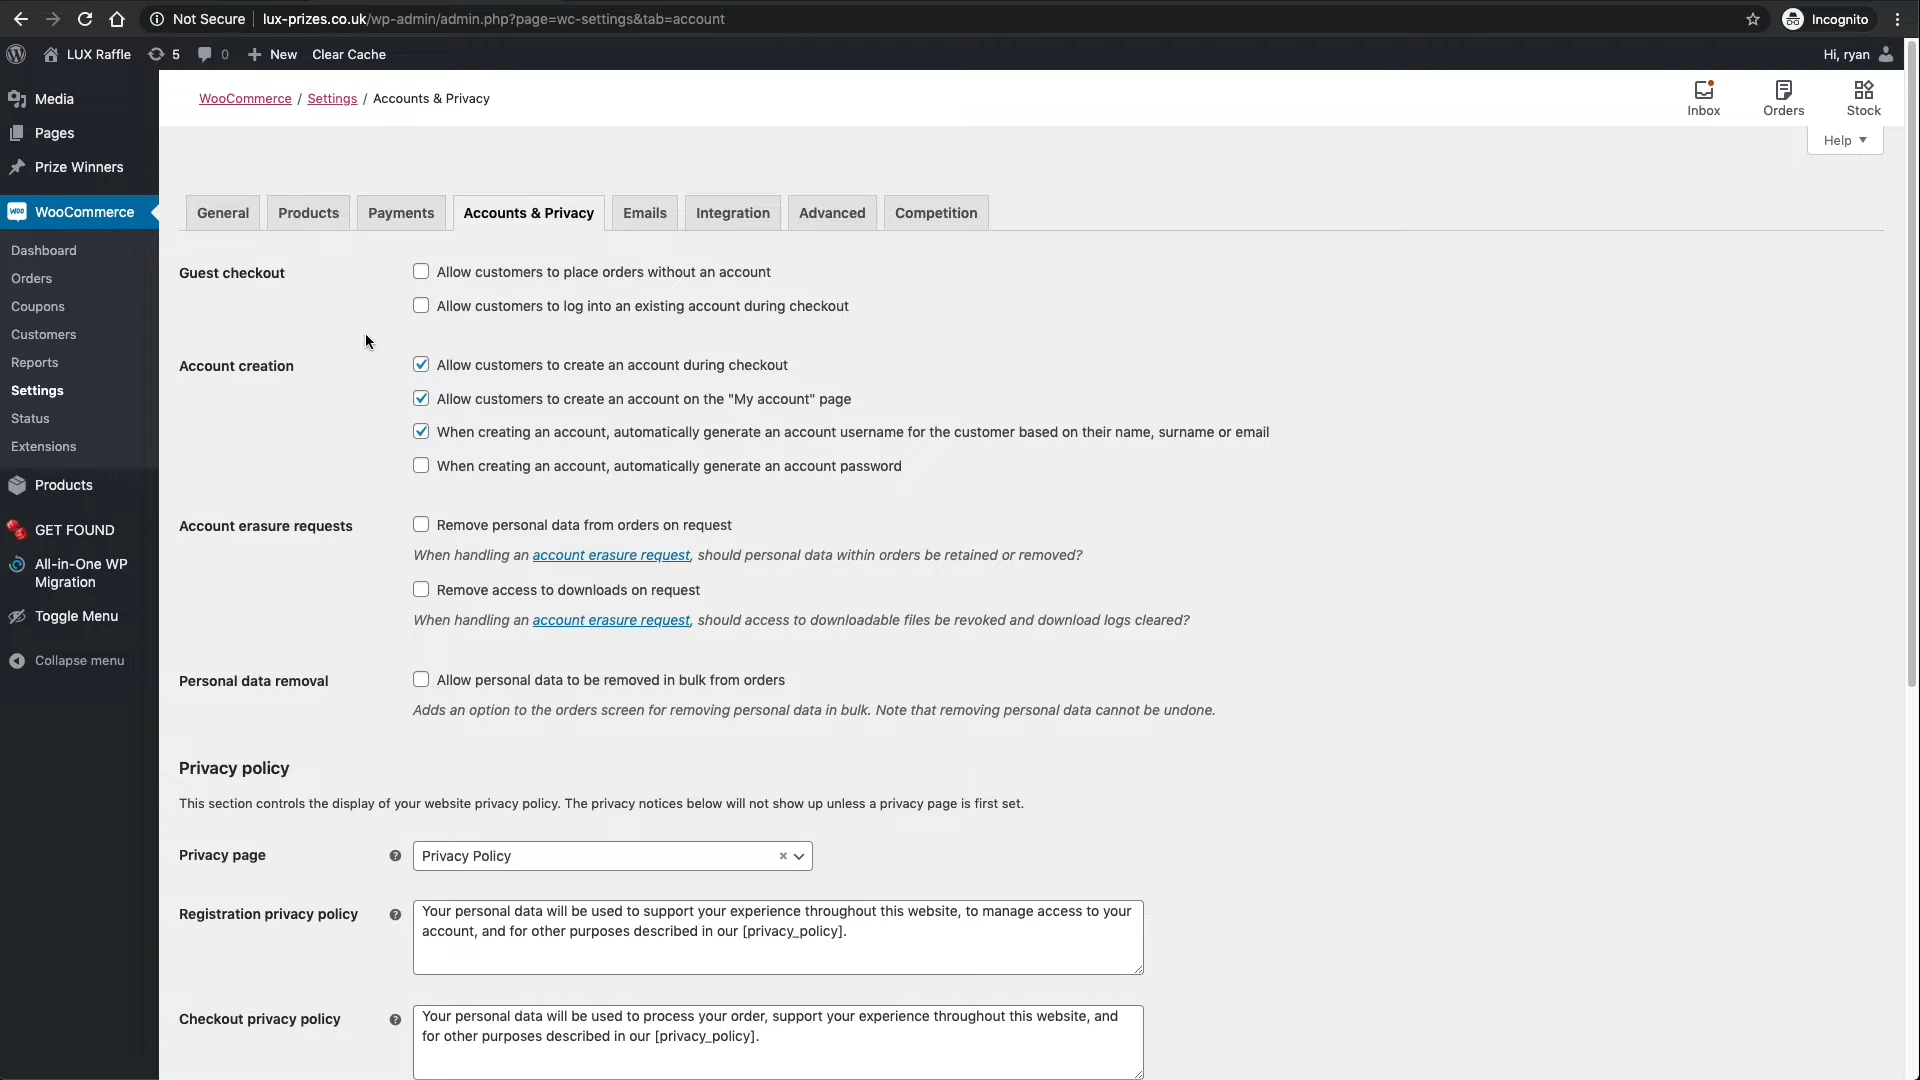 Not Secure
lux-prizes.co.uk/wp-admin/admin.php?page=wc-settings&tab=account
Incognito
LUX Raffle
5
0
New
Clear Cache
Hi, ryan
Media
Pages
Prize Winners
WooCommerce
Dashboard
Orders
Coupons
Customers
Reports
Settings
Status
Extensions
Products
GET FOUND
All-in-One WP
Migration
Toggle Menu
Collapse menu
WooCommerce / Settings / Accounts & Privacy
Inbox
Orders
Stock
Help
General
Products
Payments
Accounts & Privacy
Emails
Integration
Advanced
Competition
Guest checkout
Allow customers to place orders without an account
Allow customers to log into an existing account during checkout
Account creation
Allow customers to create an account during checkout
Allow customers to create an account on the "My account" page
When creating an account, automatically generate an account username for the customer based on their name, surname or email
When creating an account, automatically generate an account password
Account erasure requests
Remove personal data from orders on request
When handling an account erasure request, should personal data within orders be retained or removed?
Remove access to downloads on request
When handling an account erasure request, should access to downloadable files be revoked and download logs cleared?
Personal data removal
Allow personal data to be removed in bulk from orders
Adds an option to the orders screen for removing personal data in bulk. Note that removing personal data cannot be undone.
Privacy policy
This section controls the display of your website privacy policy. The privacy notices below will not show up unless a privacy page is first set.
Privacy page
Privacy Policy
Registration privacy policy
Your personal data will be used to support your experience throughout this website, to manage access to your
account, and for other purposes described in our [privacy_policy].
Checkout privacy policy
Your personal data will be used to process your order, support your experience throughout this website, and
for other purposes described in our [privacy_policy].